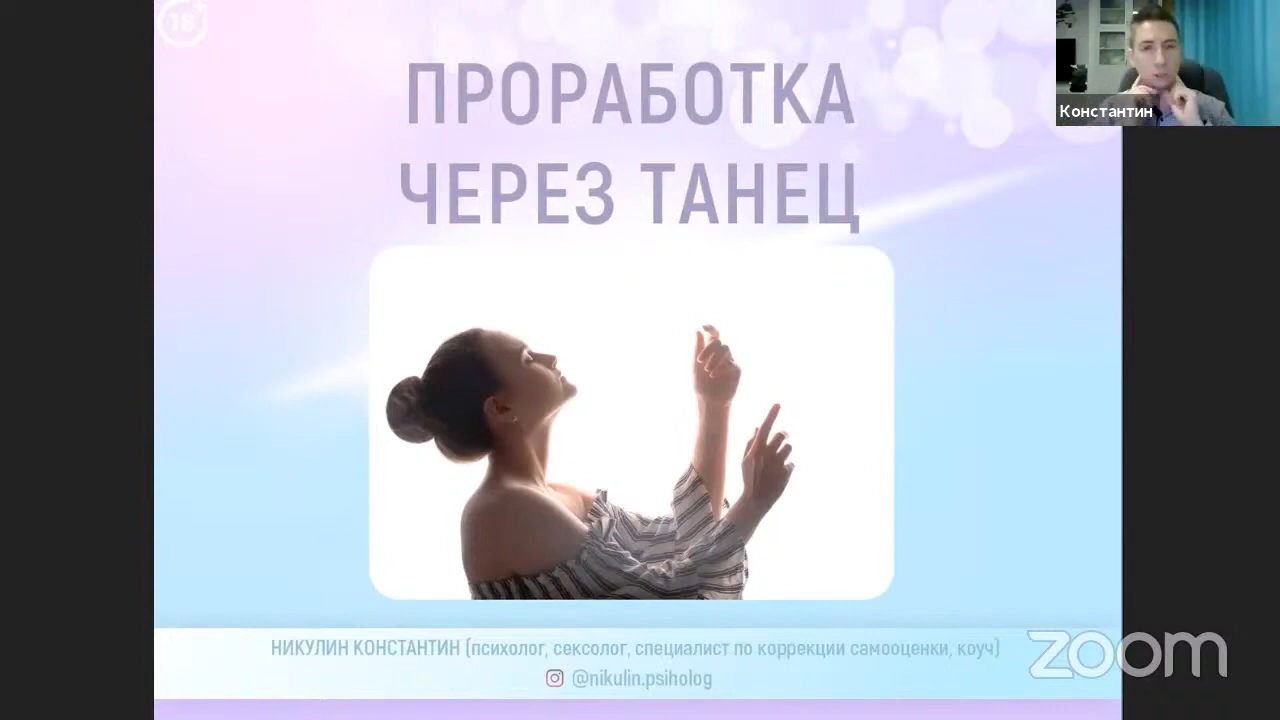 18+
ПРОРАБОТКА
ЧЕРЕЗ ТАНЕЦ
Константин
НИКУЛИН КОНСТАНТИН (психолог, сексолог, специалист по коррекции самооценки, коуч)
@nikulin.psiholog
zoom